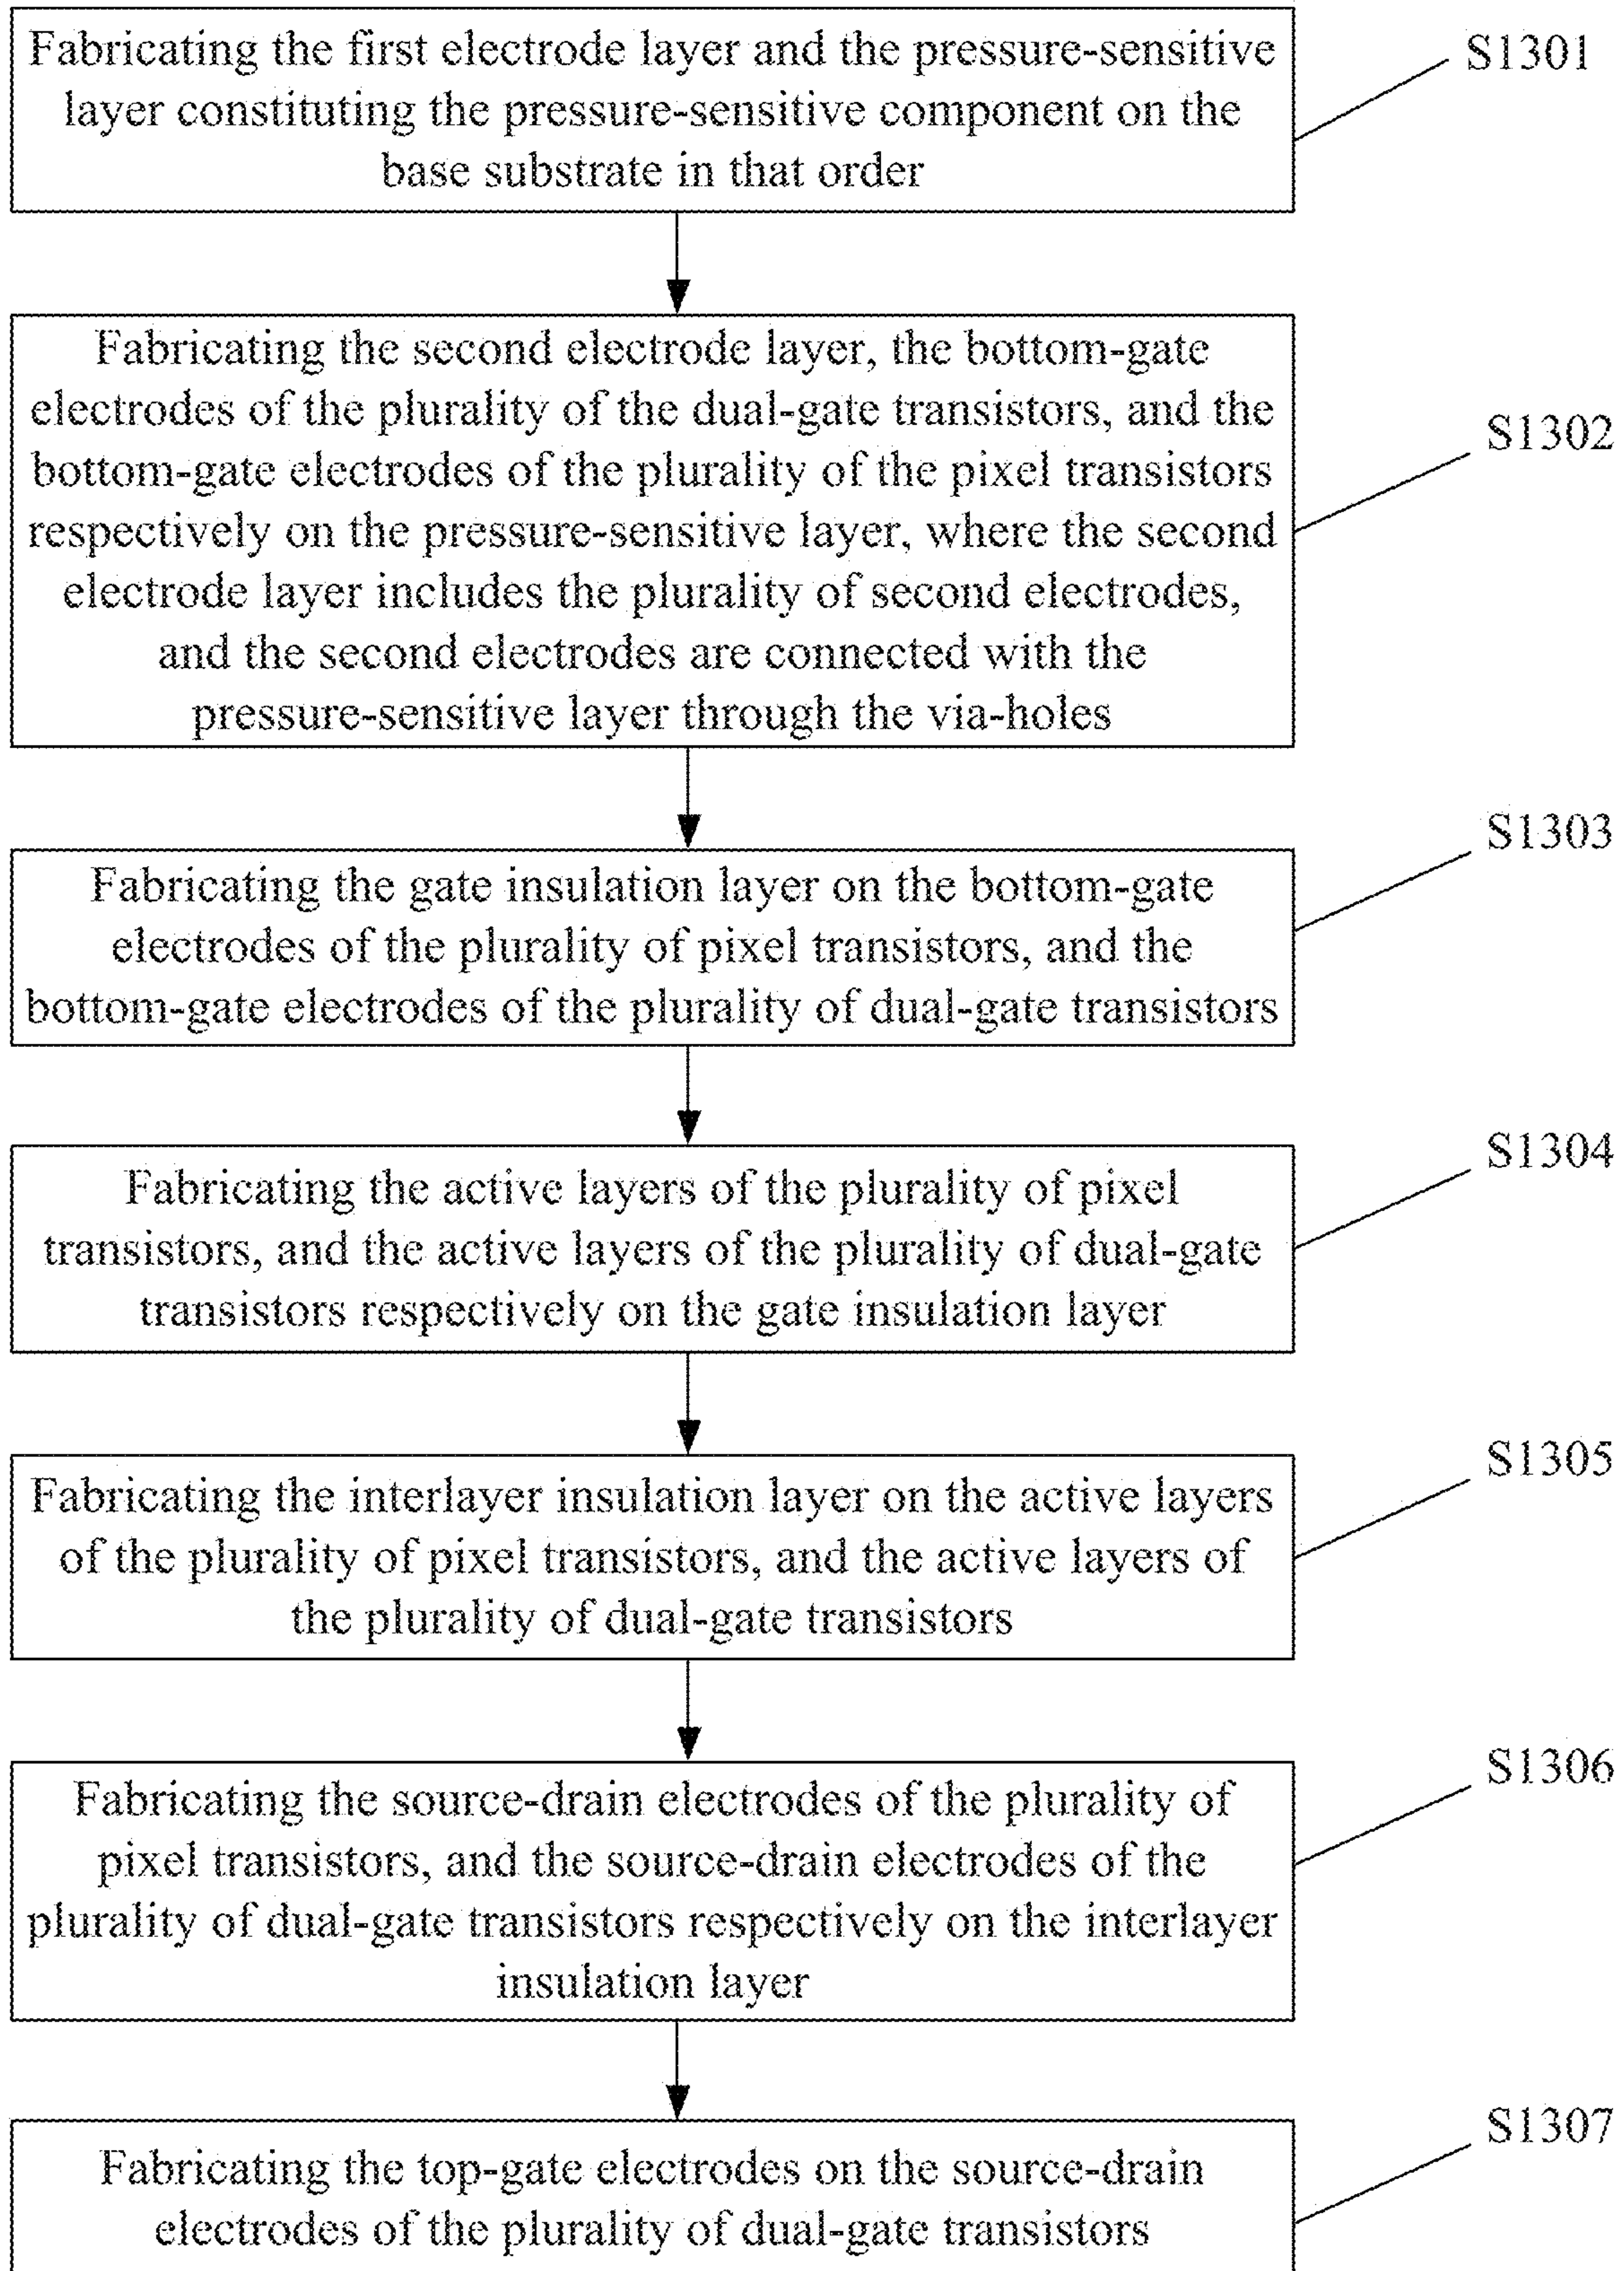 Fabricating the first electrode layer and the pressure-sensitive
layer constituting the pressure-sensitive component on the
base substrate in that order
S1301
Fabricating the second electrode layer, the bottom-gate
electrodes of the plurality of the dual-gate transistors, and the
bottom-gate electrodes of the plurality of the pixel transistors
respectively on the pressure-sensitive layer, where the second
electrode layer includes the plurality of second electrodes,
and the second electrodes are connected with the
pressure-sensitive layer through the via-holes
S1302
Fabricating the gate insulation layer on the bottom-gate
electrodes of the plurality of pixel transistors, and the
bottom-gate electrodes of the plurality of dual-gate transistors
S1303
Fabricating the active layers of the plurality of pixel
transistors, and the active layers of the plurality of dual-gate
transistors respectively on the gate insulation layer
S1304
Fabricating the interlayer insulation layer on the active layers
of the plurality of pixel transistors, and the active layers of
the plurality of dual-gate transistors
S1305
Fabricating the source-drain electrodes of the plurality of
pixel transistors, and the source-drain electrodes of the
plurality of dual-gate transistors respectively on the interlayer
insulation layer
S1306
Fabricating the top-gate electrodes on the source-drain
electrodes of the plurality of dual-gate transistors
S1307